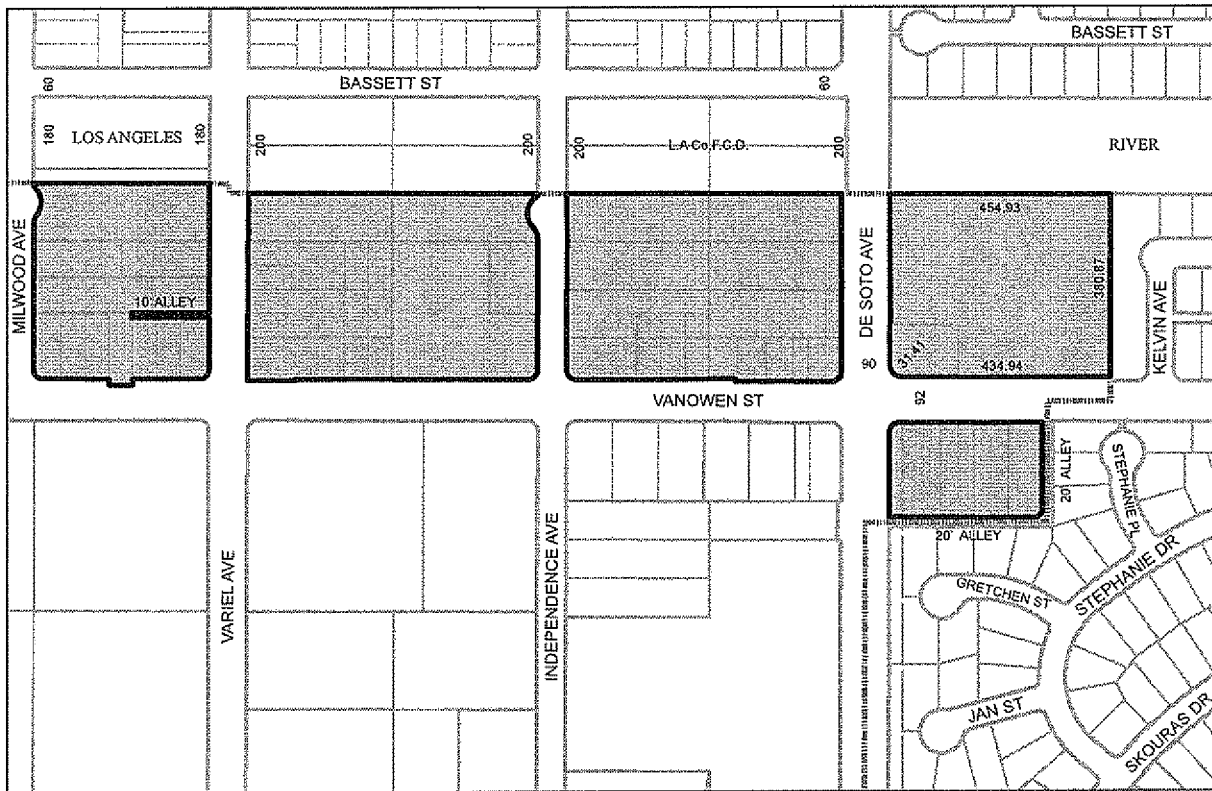 BASSETT ST
BASSETT ST
60
60
180
LOS ANGELES
180
200
200
200
L.A.Co.F.C.D.
200
RIVER
MILWOOD AVE
10 ALLEY
DE SOTO AVE
454.93
380.87
31.41
434.94
KELVIN AVE
90
VANOWEN ST
92
20' ALLEY
STEPHANIE PL
20' ALLEY
VARIEL AVE
INDEPENDENCE AVE
GRETCHEN ST
STEPHANIE DR
JAN ST
SKOURAS DR